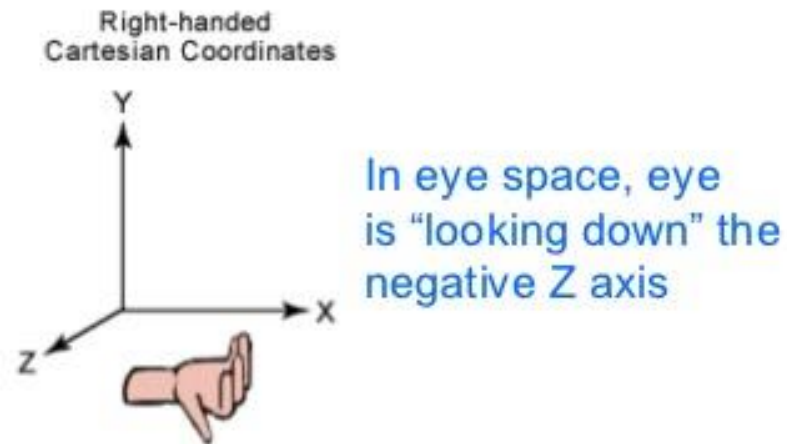 Right-handed
Cartesian Coordinates
Y
In eye space, eye
is “looking down” the
negative Z axis
X
Z